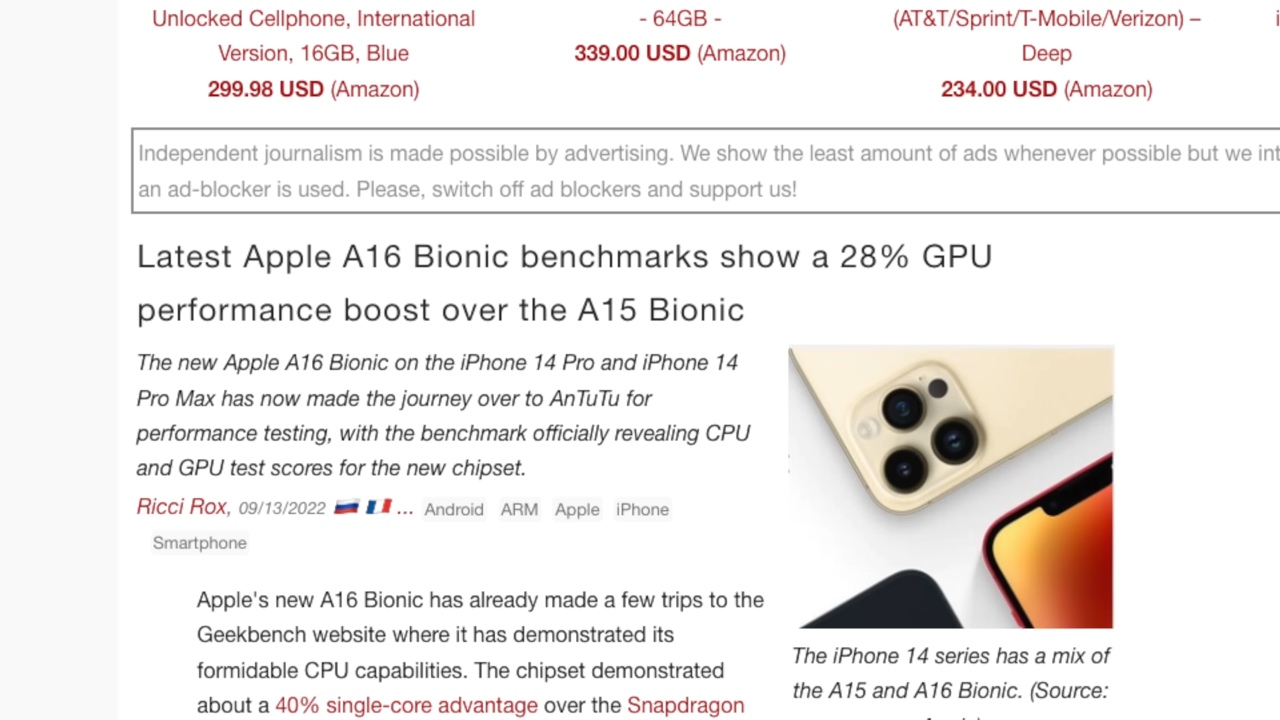 Unlocked Cellphone, International
Version, 16GB, Blue
299.98 USD (Amazon)
- 64GB -
339.00 USD (Amazon)
(AT&T/Sprint/T-Mobile/Verizon) –
Deep
234.00 USD (Amazon)
Independent journalism is made possible by advertising. We show the least amount of ads whenever possible but we int
an ad-blocker is used. Please, switch off ad blockers and support us!
Latest Apple A16 Bionic benchmarks show a 28% GPU
performance boost over the A15 Bionic
The new Apple A16 Bionic on the iPhone 14 Pro and iPhone 14
Pro Max has now made the journey over to AnTuTu for
performance testing, with the benchmark officially revealing CPU
and GPU test scores for the new chipset.
Ricci Rox, 09/13/2022 🇷🇺 🇫🇷 ... Android ARM Apple iPhone
Smartphone
Apple's new A16 Bionic has already made a few trips to the
Geekbench website where it has demonstrated its
formidable CPU capabilities. The chipset demonstrated
about a 40% single-core advantage over the Snapdragon
The iPhone 14 series has a mix of
the A15 and A16 Bionic. (Source: